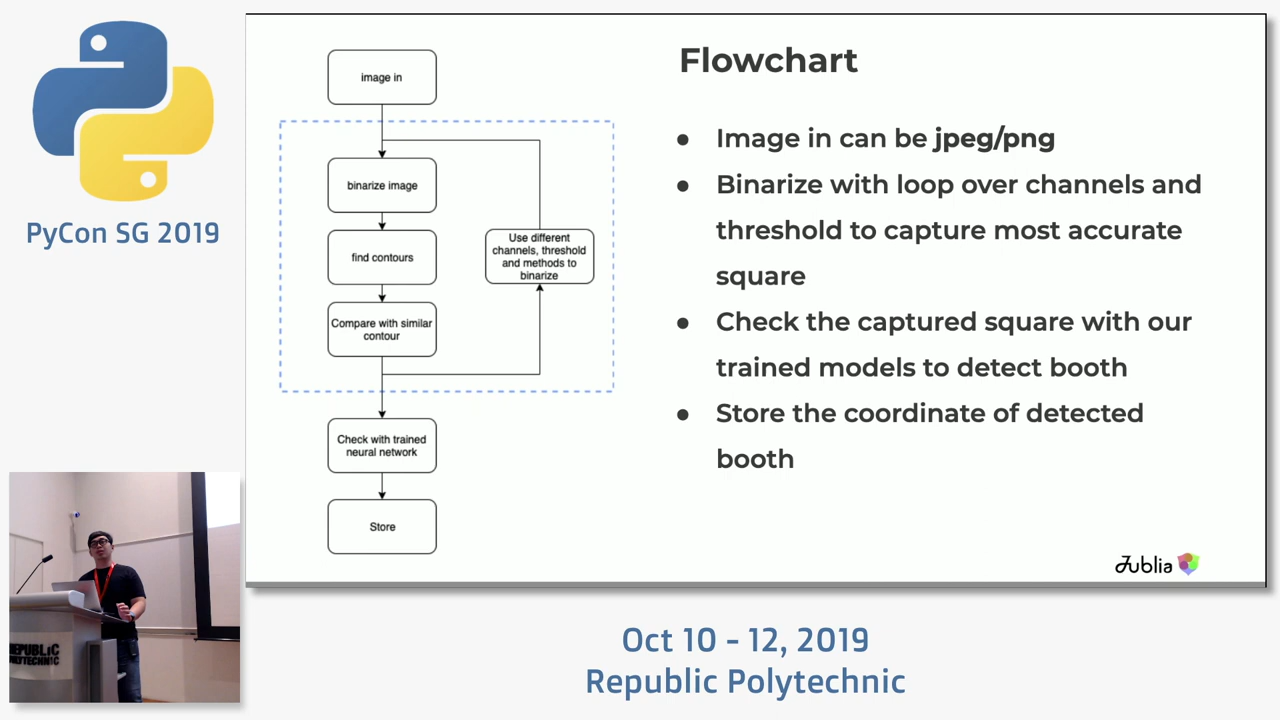 PyCon SG 2019
image in
binarize image
find contours
Compare with similar
contour
Use different
channels, threshold
and methods to
binarize
Check with trained
neural network
Store
Flowchart
● Image in can be jpeg/png
● Binarize with loop over channels and
threshold to capture most accurate
square
● Check the captured square with our
trained models to detect booth
● Store the coordinate of detected
booth
Jublia
REPUBLIC
POLYTECHNIC
Oct 10 - 12, 2019
Republic Polytechnic